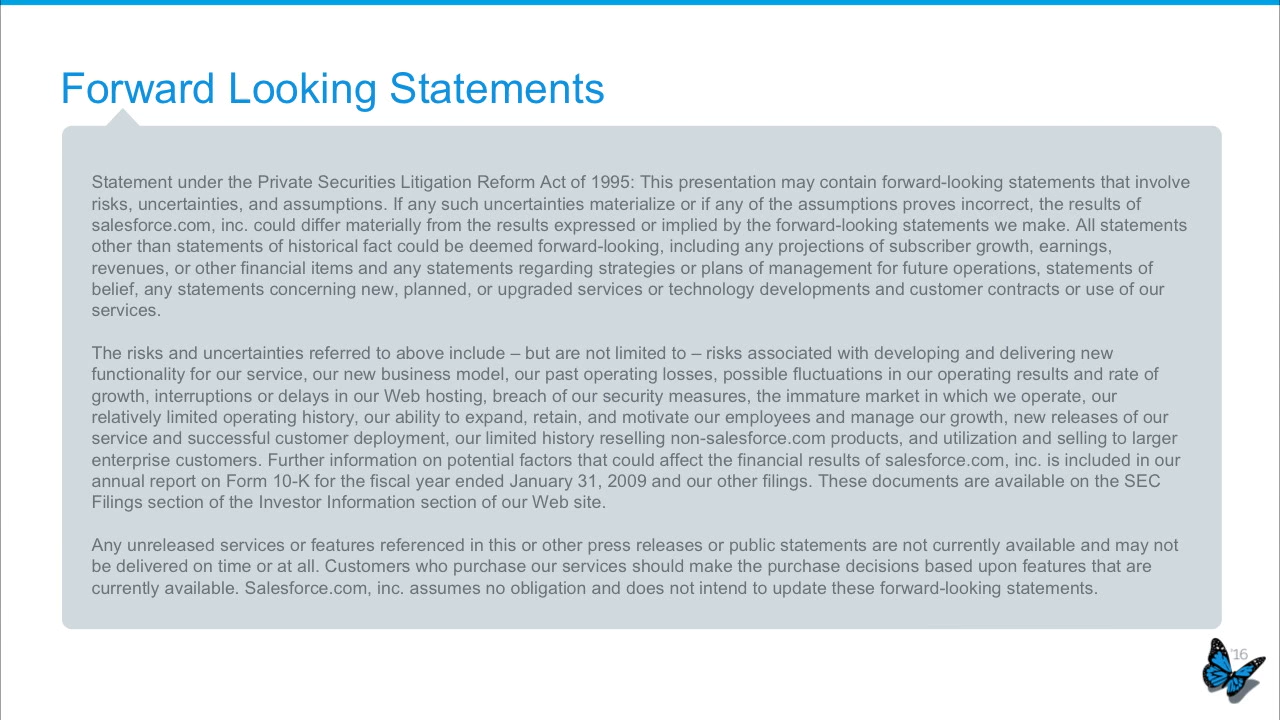 Forward Looking Statements
Statement under the Private Securities Litigation Reform Act of 1995: This presentation may contain forward-looking statements that involve
risks, uncertainties, and assumptions. If any such uncertainties materialize or if any of the assumptions proves incorrect, the results of
salesforce.com, inc. could differ materially from the results expressed or implied by the forward-looking statements we make. All statements
other than statements of historical fact could be deemed forward-looking, including any projections of subscriber growth, earnings,
revenues, or other financial items and any statements regarding strategies or plans of management for future operations, statements of
belief, any statements concerning new, planned, or upgraded services or technology developments and customer contracts or use of our
services.
The risks and uncertainties referred to above include – but are not limited to – risks associated with developing and delivering new
functionality for our service, our new business model, our past operating losses, possible fluctuations in our operating results and rate of
growth, interruptions or delays in our Web hosting, breach of our security measures, the immature market in which we operate, our
relatively limited operating history, our ability to expand, retain, and motivate our employees and manage our growth, new releases of our
service and successful customer deployment, our limited history reselling non-salesforce.com products, and utilization and selling to larger
enterprise customers. Further information on potential factors that could affect the financial results of salesforce.com, inc. is included in our
annual report on Form 10-K for the fiscal year ended January 31, 2009 and our other filings. These documents are available on the SEC
Filings section of the Investor Information section of our Web site.
Any unreleased services or features referenced in this or other press releases or public statements are not currently available and may not
be delivered on time or at all. Customers who purchase our services should make the purchase decisions based upon features that are
currently available. Salesforce.com, inc. assumes no obligation and does not intend to update these forward-looking statements.
'16